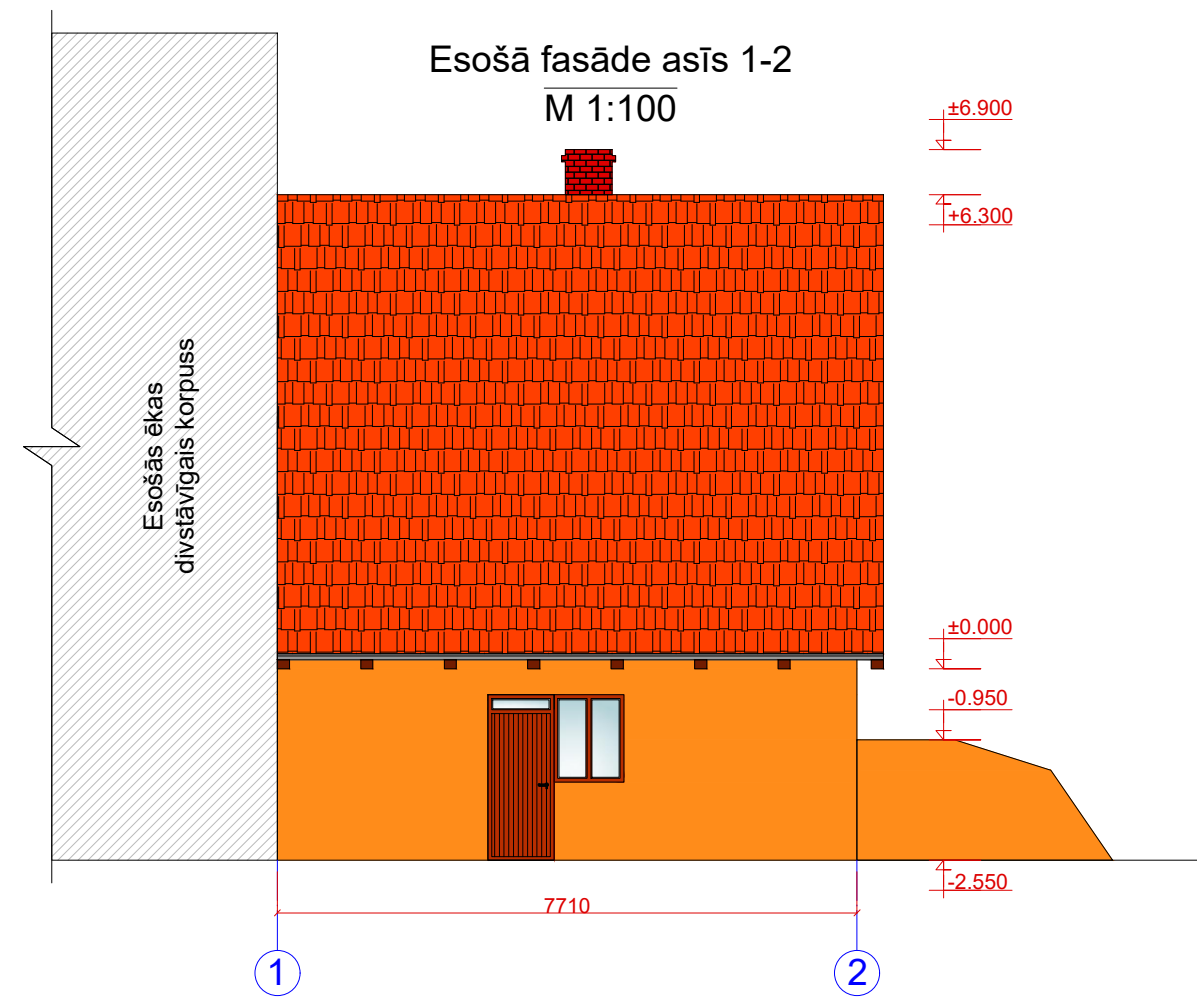 Esošā fasāde asīs 1-2
M 1:100
±6.900
+6.300
Esošās ēkas
divstāvīgais korpuss
±0.000
-0.950
-2.550
7710
1
2